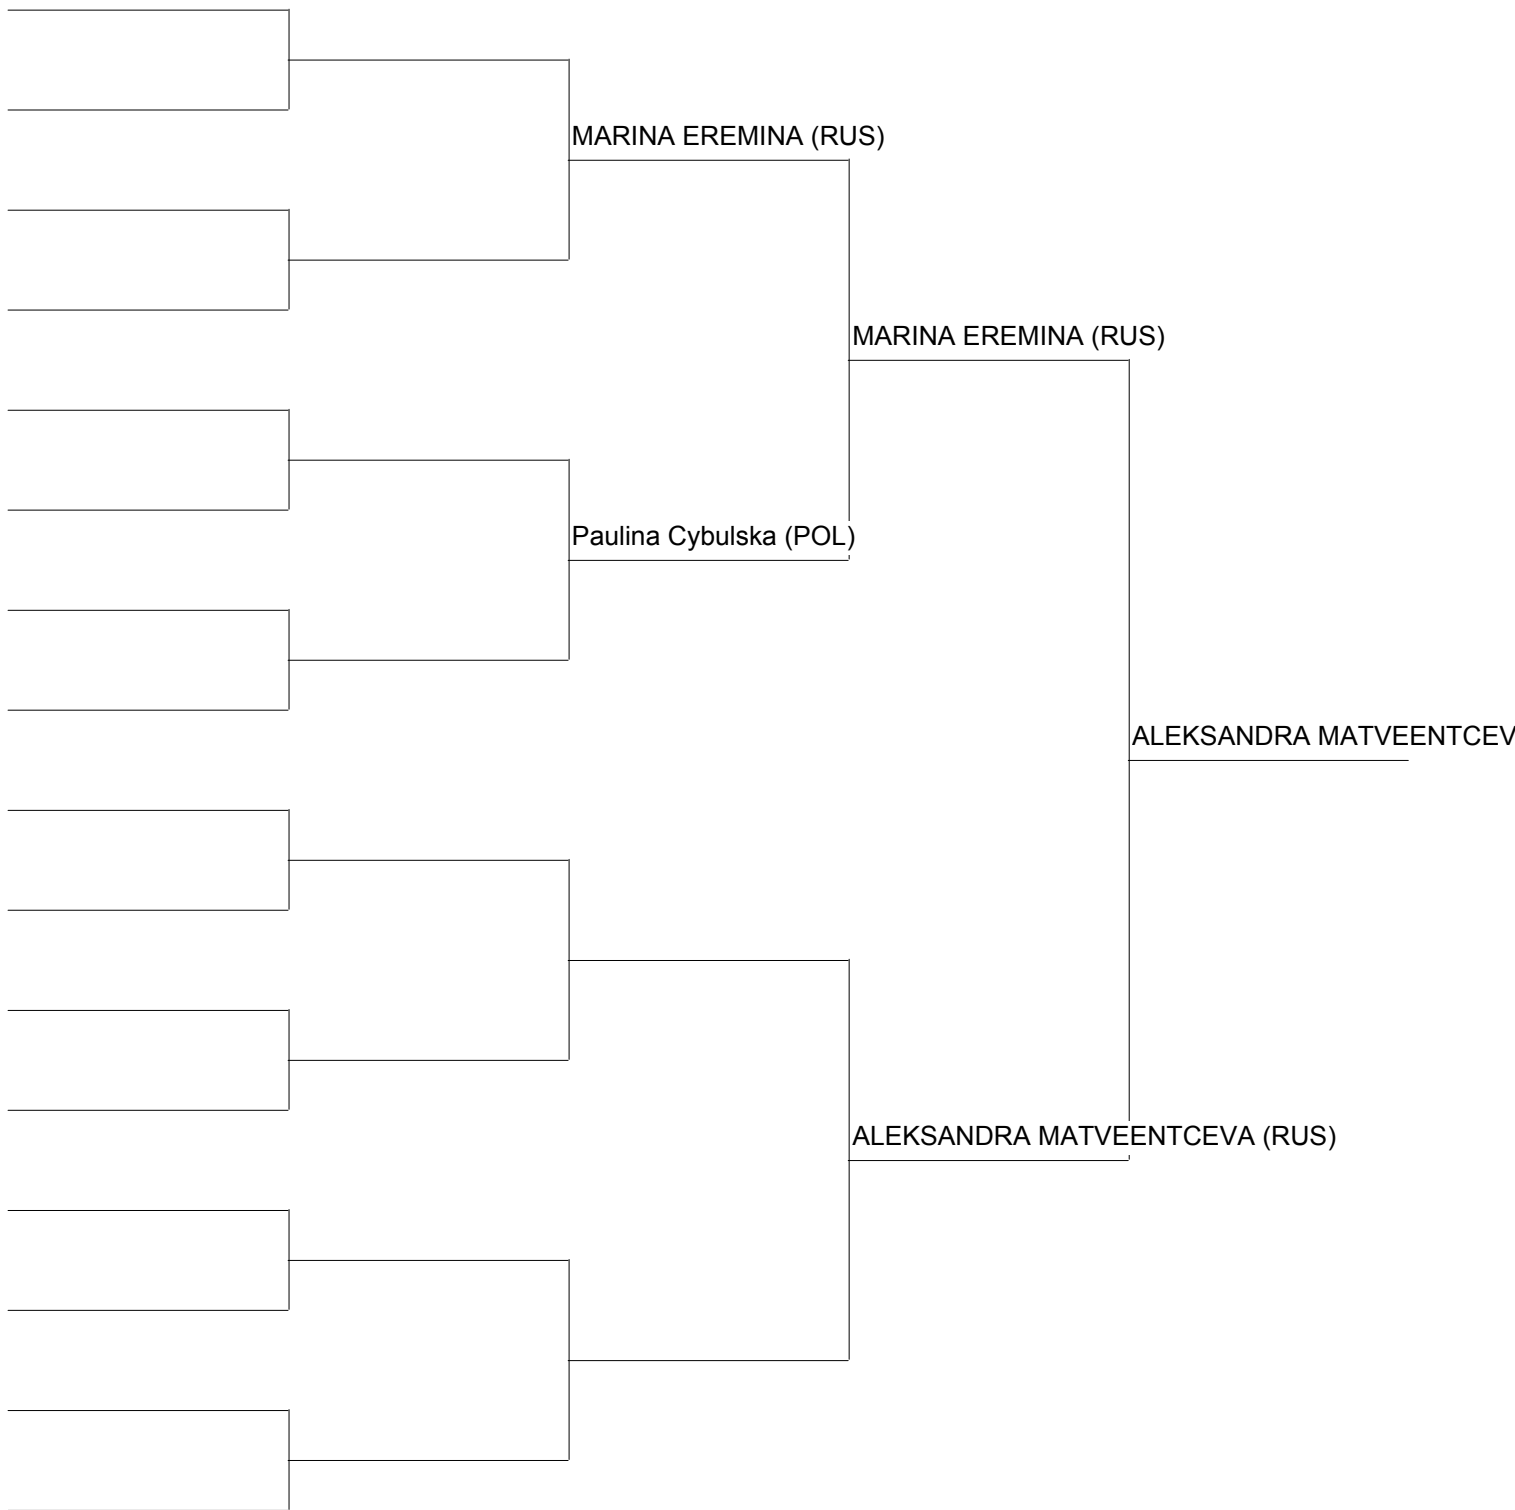 MARINA EREMINA (RUS)
MARINA EREMINA (RUS)
Paulina Cybulska (POL)
ALEKSANDRA MATVEENTCEV
ALEKSANDRA MATVEENTCEVA (RUS)